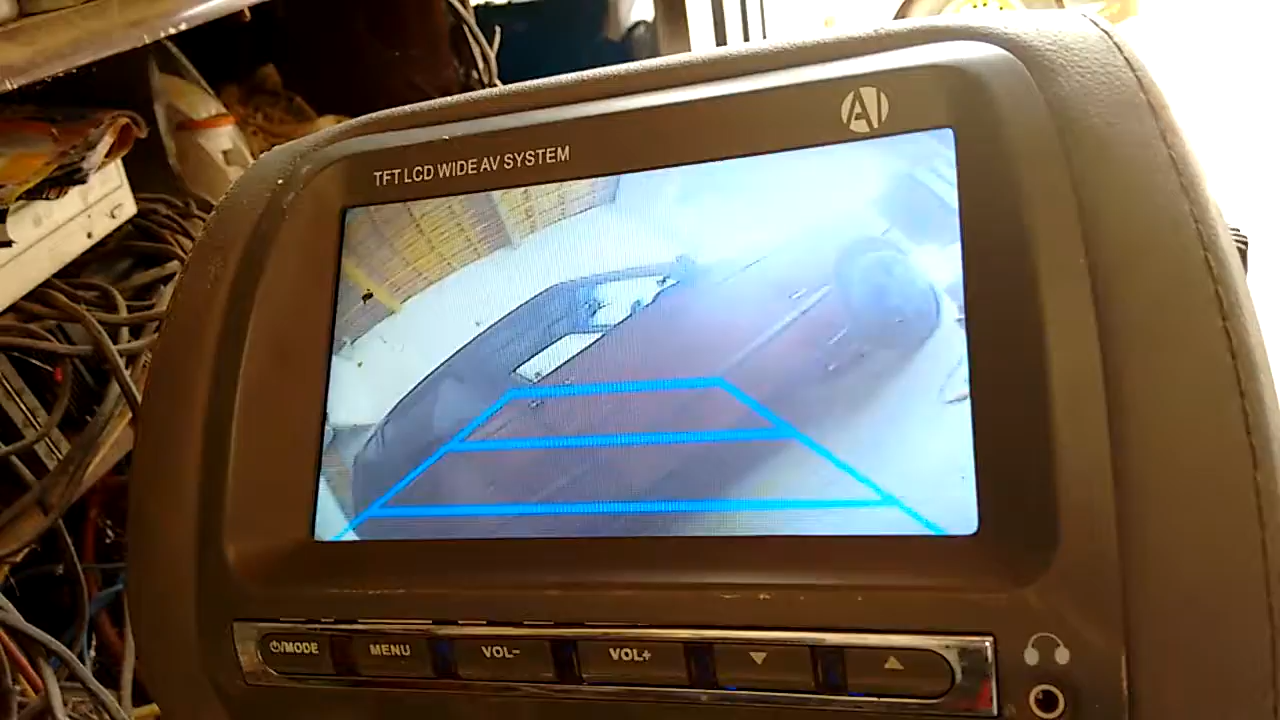 AI
TFT LCD WIDE AV SYSTEM
⏻/MODE MENU VOL- VOL+ ▼ ▲